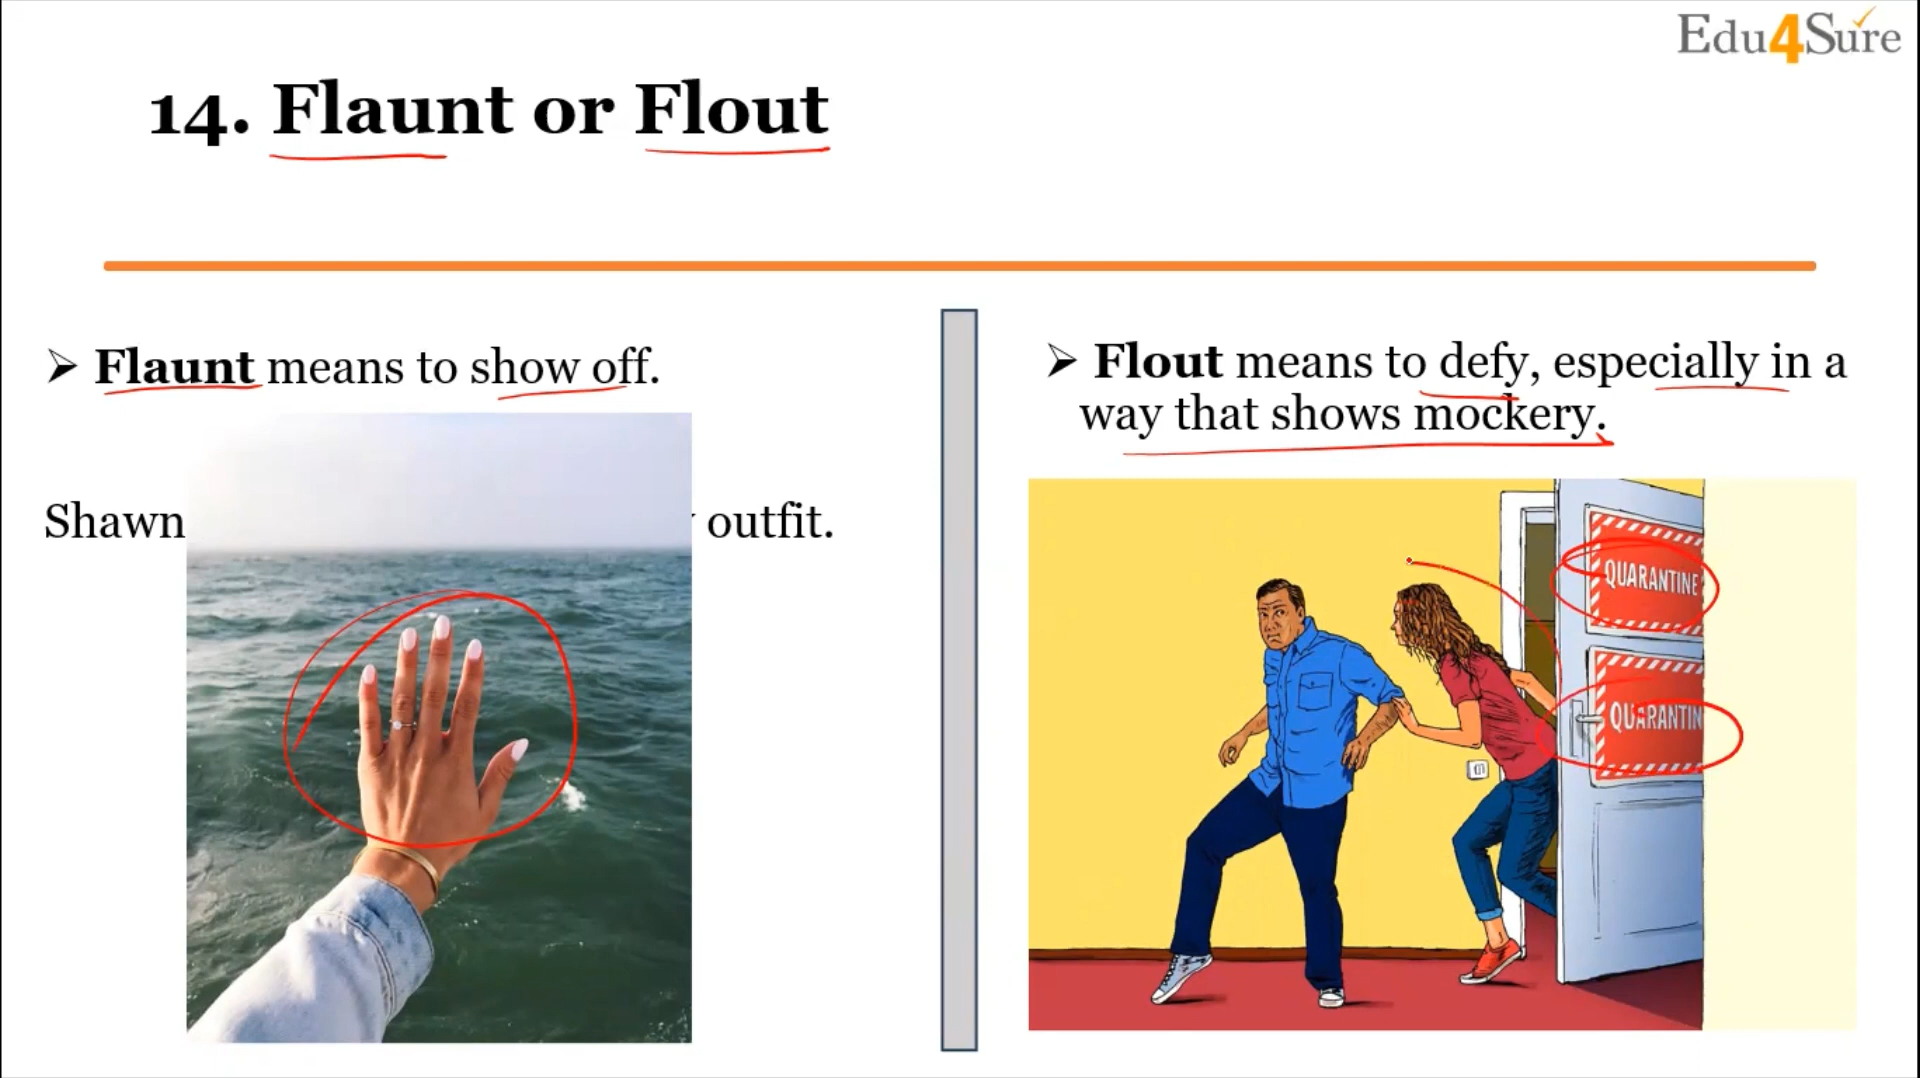 Edu4Sure
14. Flaunt or Flout
➢ Flaunt means to show off.
Shawn outfit.
➢ Flout means to defy, especially in a
way that shows mockery.
QUARANTINE
QUARANTIN